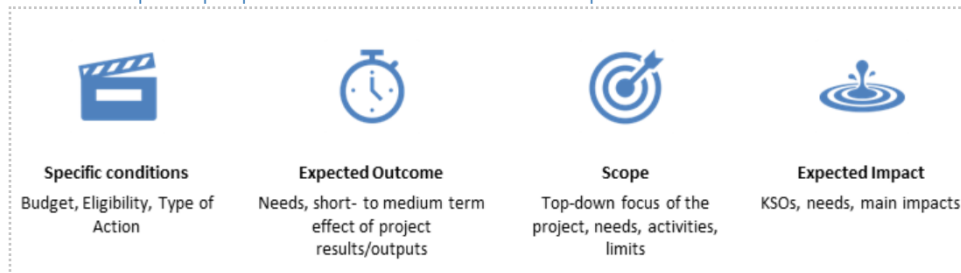 Specific conditions
Budget, Eligibility, Type of
Action
Expected Outcome
Needs, short- to medium term
effect of project
results/outputs
Scope
Top-down focus of the
project, needs, activities,
limits
Expected Impact
KSOs, needs, main impacts